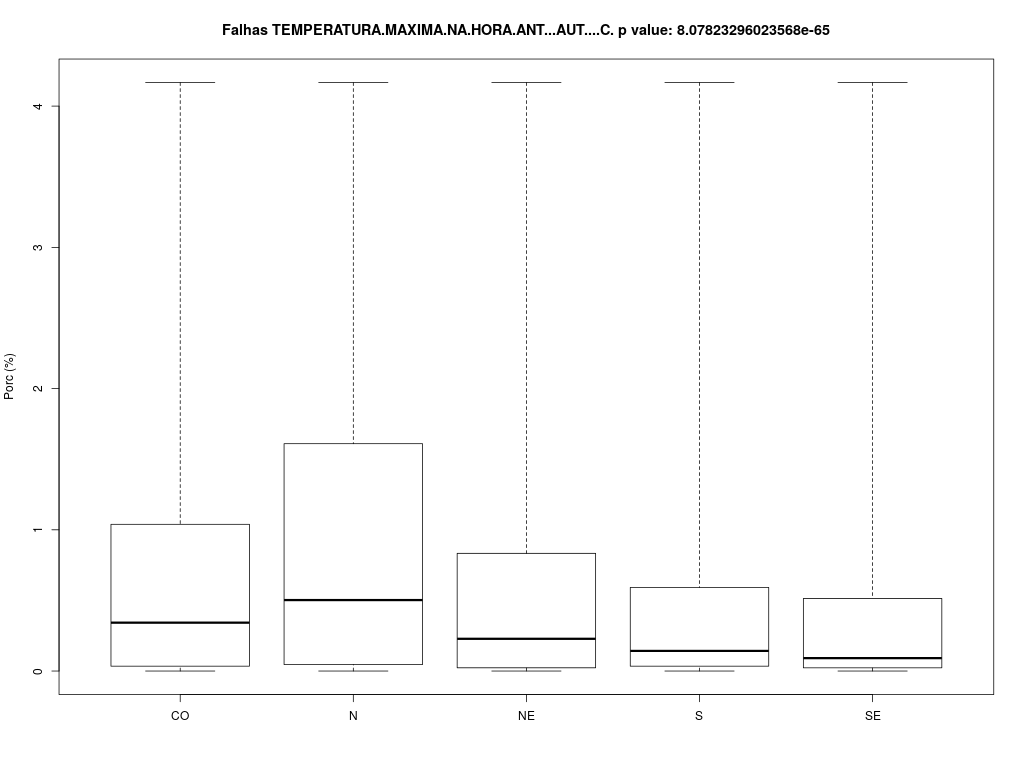 Falhas TEMPERATURA.MAXIMA.NA.HORA.ANT...AUT....C. p value: 8.07823296023568e-65
Porc (%)
4
3
2
1
0
CO N NE S SE